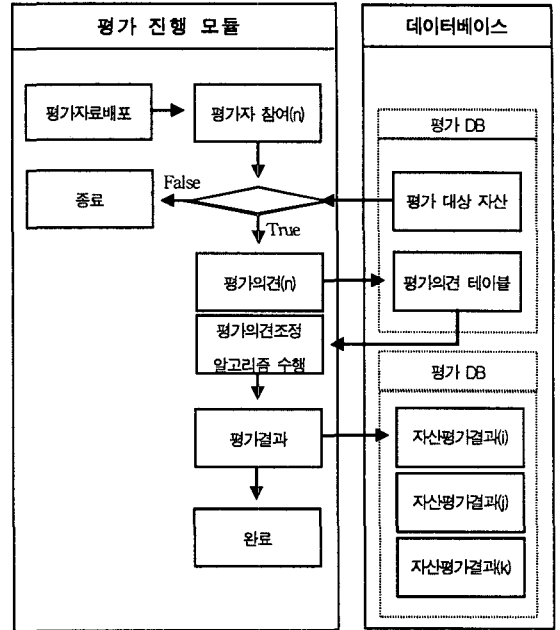 평가 진행 모듈
데이터베이스
평가자료배포
평가자 참여(n)
평가 DB
종료
False
평가 대상 자산
True
평가의견(n)
평가의견 테이블
평가의견조정
알고리즘 수행
평가 DB
평가결과
자산평가결과(i)
자산평가결과(j)
완료
자산평가결과(k)